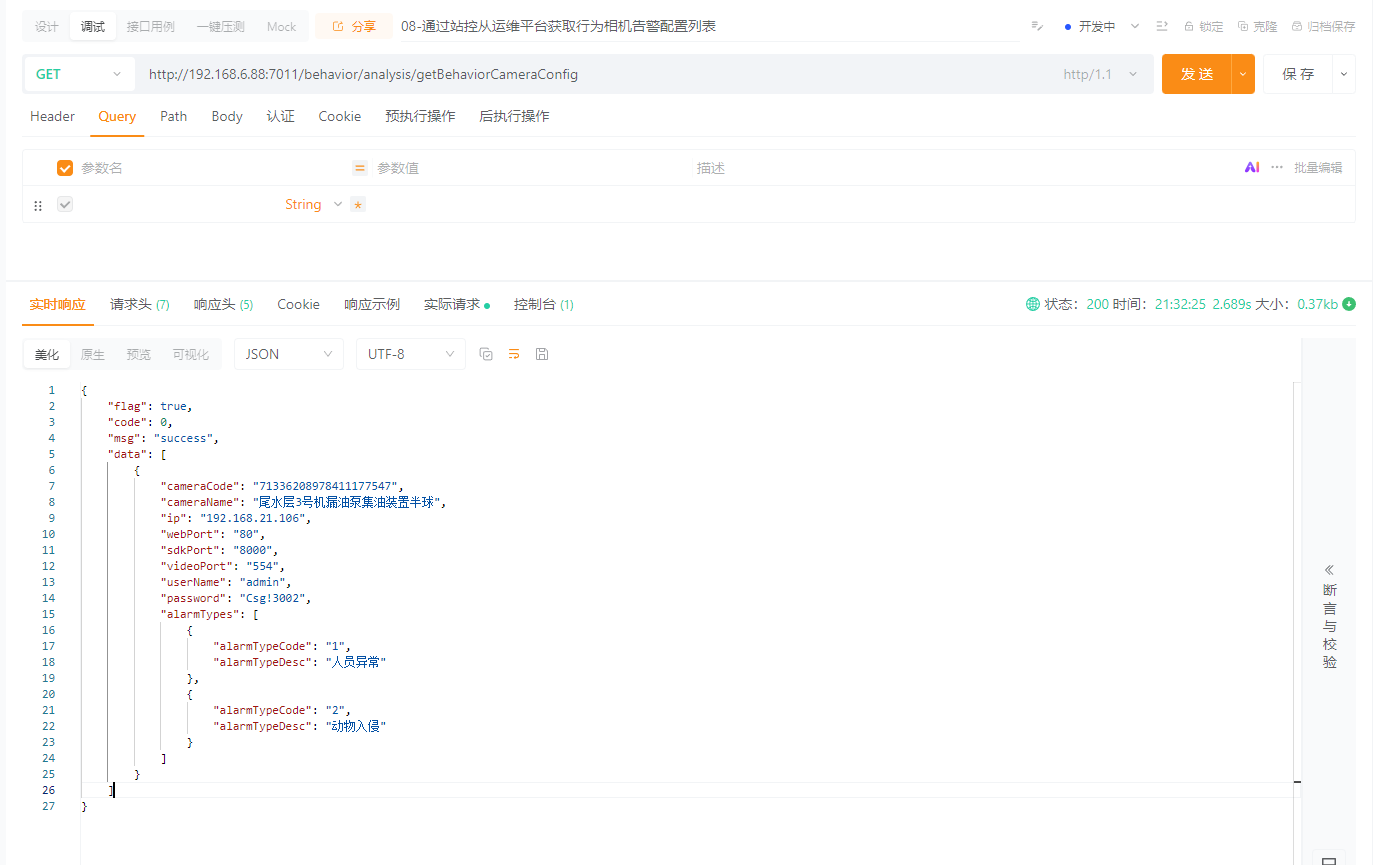 设计 调试 接口用例 一键压测 Mock 分享 08-通过站控从运维平台获取行为相机告警配置列表 开发中 锁定 克隆 归档保存
GET http://192.168.6.88:7011/behavior/analysis/getBehaviorCameraConfig http/1.1 发送 保存
Header Query Path Body 认证 Cookie 预执行操作 后执行操作
参数名 = 参数值 描述 AI ··· 批量编辑
String *
实时响应 请求头 (7) 响应头 (5) Cookie 响应示例 实际请求 控制台 (1) 状态: 200 时间: 21:32:25 2.689s 大小: 0.37kb
美化 原生 预览 可视化 JSON UTF-8
1 {
2 "flag": true,
3 "code": 0,
4 "msg": "success",
5 "data": [
6 {
7 "cameraCode": "71336208978411177547",
8 "cameraName": "尾水层3号机漏油泵集油装置半球",
9 "ip": "192.168.21.106",
10 "webPort": "80",
11 "sdkPort": "8000",
12 "videoPort": "554",
13 "userName": "admin",
14 "password": "Csg!3002",
15 "alarmTypes": [
16 {
17 "alarmTypeCode": "1",
18 "alarmTypeDesc": "人员异常"
19 },
20 {
21 "alarmTypeCode": "2",
22 "alarmTypeDesc": "动物入侵"
23 }
24 ]
25 }
26 ]
27 }
断言与校验